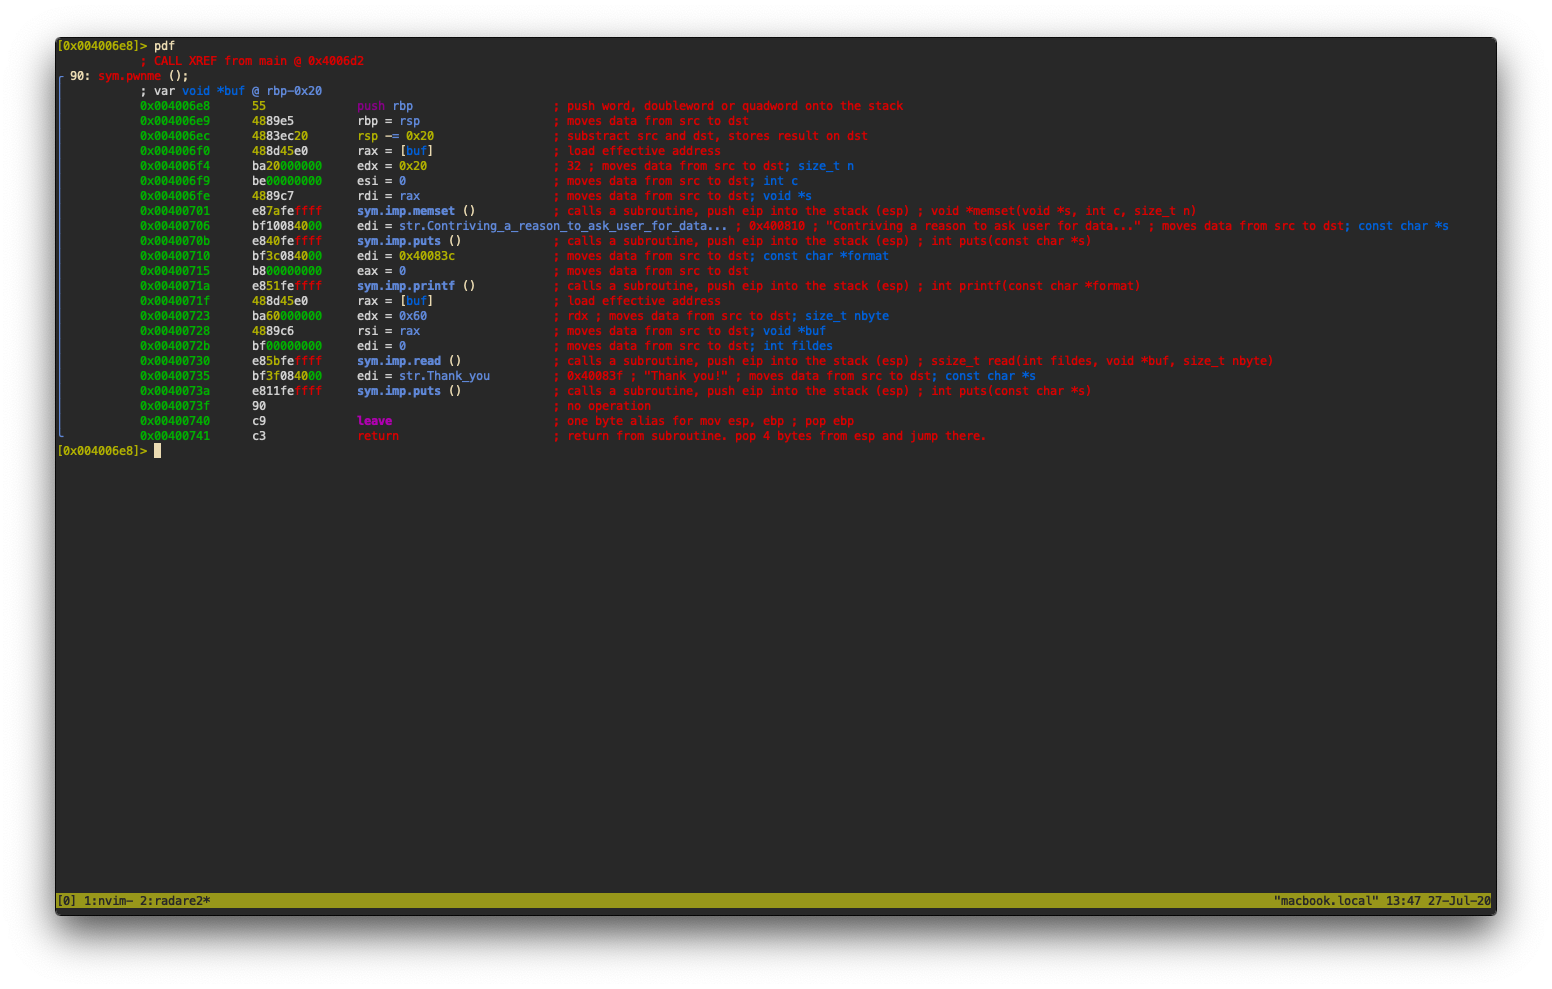 [0x004006e8]> pdf
; CALL XREF from main @ 0x4006d2
90: sym.pwnme ();
; var void *buf @ rbp-0x20
0x004006e8 55 push rbp ; push word, doubleword or quadword onto the stack
0x004006e9 4889e5 rbp = rsp ; moves data from src to dst
0x004006ec 4883ec20 rsp -= 0x20 ; substract src and dst, stores result on dst
0x004006f0 488d45e0 rax = [buf] ; load effective address
0x004006f4 ba20000000 edx = 0x20 ; 32 ; moves data from src to dst; size_t n
0x004006f9 be00000000 esi = 0 ; moves data from src to dst; int c
0x004006fe 4889c7 rdi = rax ; moves data from src to dst; void *s
0x00400701 e87afeffff sym.imp.memset () ; calls a subroutine, push eip into the stack (esp) ; void *memset(void *s, int c, size_t n)
0x00400706 bf10084000 edi = str.Contriving_a_reason_to_ask_user_for_data... ; 0x400810 ; "Contriving a reason to ask user for data..." ; moves data from src to dst; const char *s
0x0040070b e840feffff sym.imp.puts () ; calls a subroutine, push eip into the stack (esp) ; int puts(const char *s)
0x00400710 bf3c084000 edi = 0x40083c ; moves data from src to dst; const char *format
0x00400715 b800000000 eax = 0 ; moves data from src to dst
0x0040071a e851feffff sym.imp.printf () ; calls a subroutine, push eip into the stack (esp) ; int printf(const char *format)
0x0040071f 488d45e0 rax = [buf] ; load effective address
0x00400723 ba60000000 edx = 0x60 ; rdx ; moves data from src to dst; size_t nbyte
0x00400728 4889c6 rsi = rax ; moves data from src to dst; void *buf
0x0040072b bf00000000 edi = 0 ; moves data from src to dst; int fildes
0x00400730 e85bfeffff sym.imp.read () ; calls a subroutine, push eip into the stack (esp) ; ssize_t read(int fildes, void *buf, size_t nbyte)
0x00400735 bf3f084000 edi = str.Thank_you ; 0x40083f ; "Thank you!" ; moves data from src to dst; const char *s
0x0040073a e811feffff sym.imp.puts () ; calls a subroutine, push eip into the stack (esp) ; int puts(const char *s)
0x0040073f 90 ; no operation
0x00400740 c9 leave ; one byte alias for mov esp, ebp ; pop ebp
0x00400741 c3 return ; return from subroutine. pop 4 bytes from esp and jump there.
[0x004006e8]>
[0] 1:nvim- 2:radare2* "macbook.local" 13:47 27-Jul-20